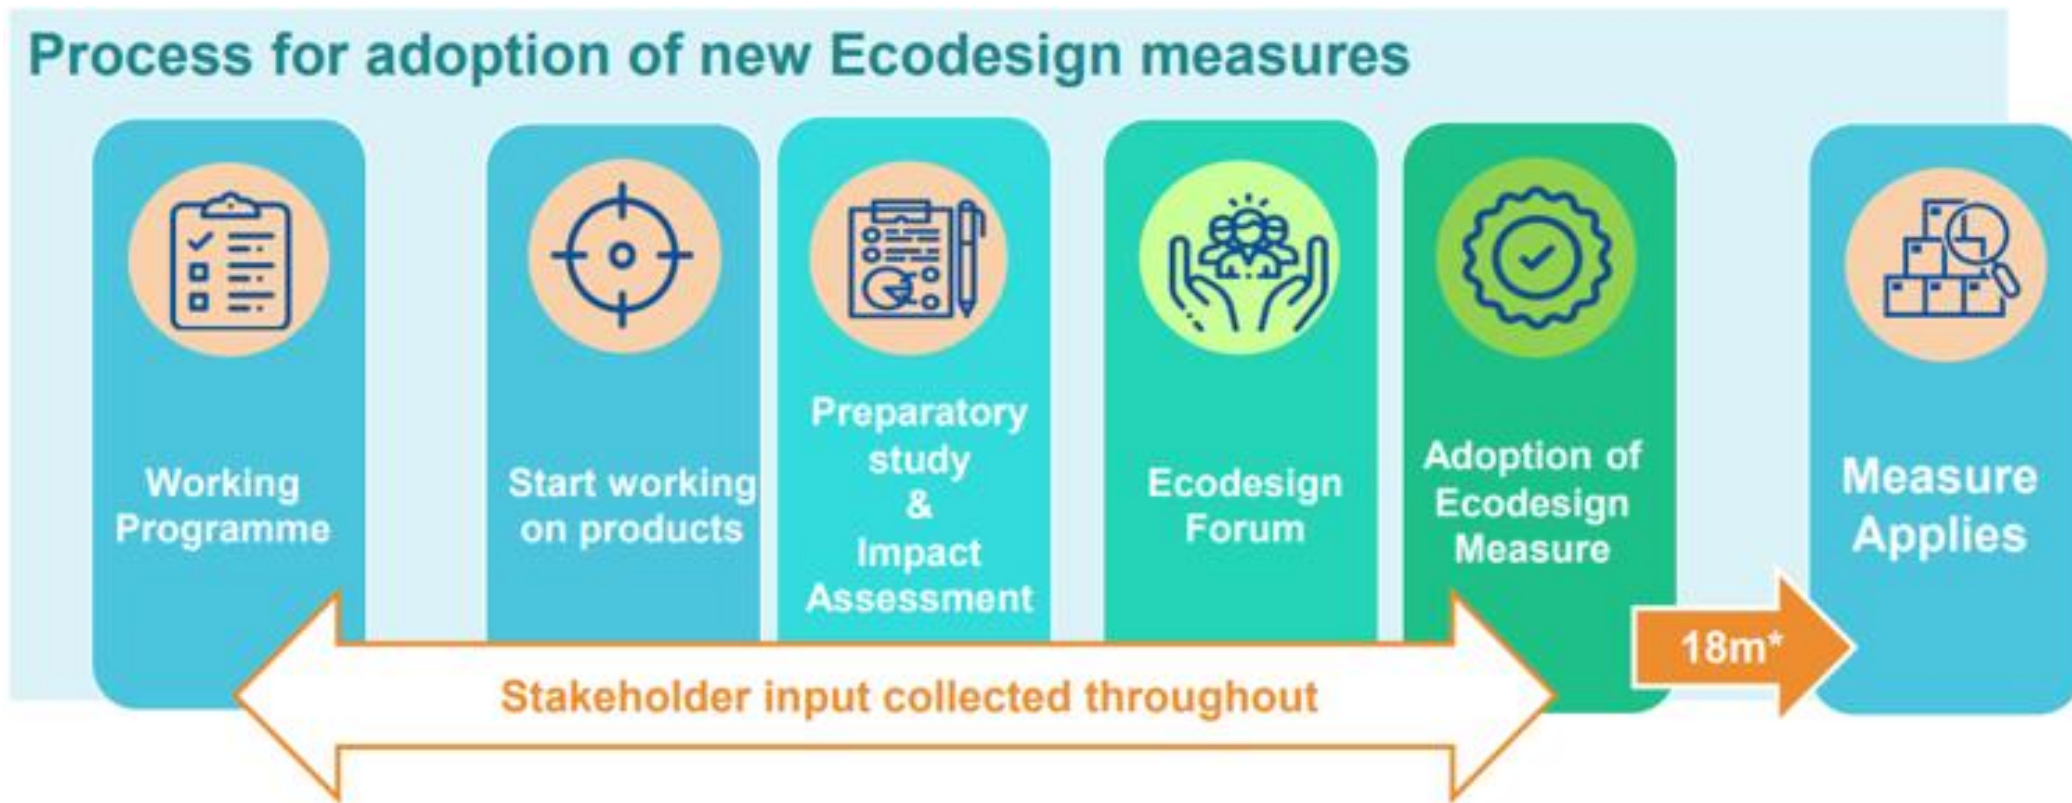 Process for adoption of new Ecodesign measures
Working
Programme
Start working
on products
Preparatory
study
&
Impact
Assessment
Ecodesign
Forum
Adoption of
Ecodesign
Measure
Measure
Applies
18m*
Stakeholder input collected throughout